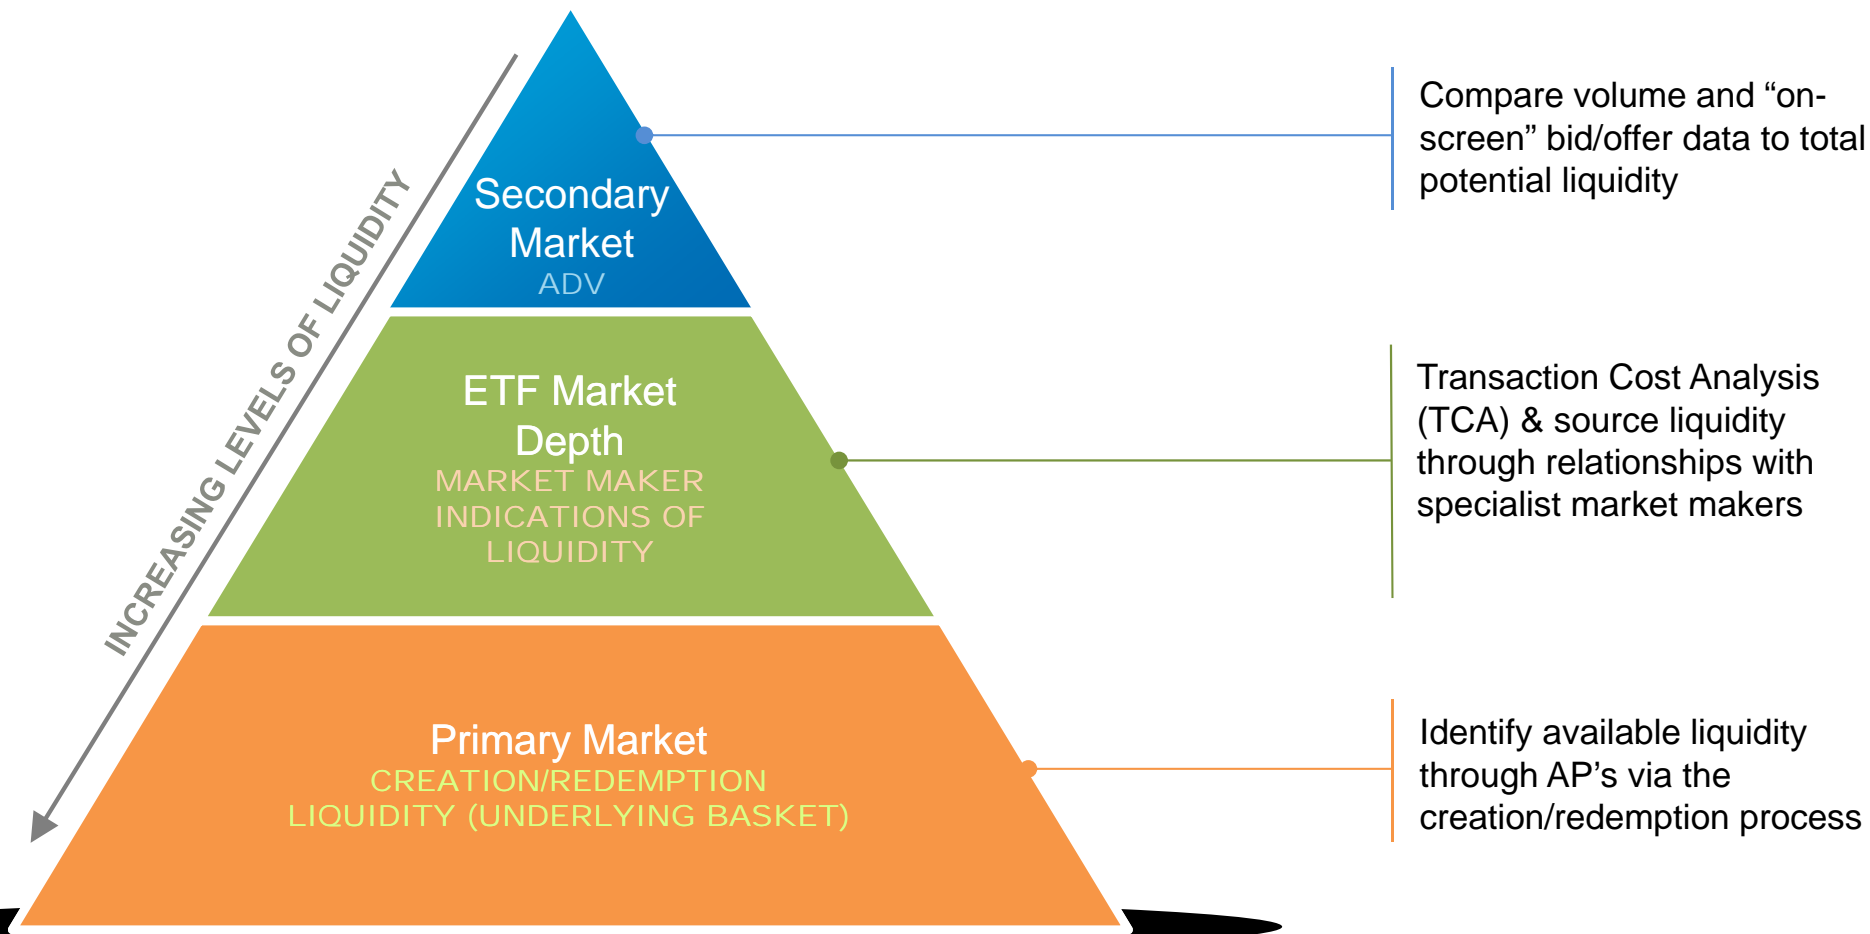 INCREASING LEVELS OF LIQUIDITY
Secondary
Market
ADV
Compare volume and “on-
screen” bid/offer data to total
potential liquidity
ETF Market
Depth
MARKET MAKER
INDICATIONS OF
LIQUIDITY
Transaction Cost Analysis
(TCA) & source liquidity
through relationships with
specialist market makers
Primary Market
CREATION/REDEMPTION
LIQUIDITY (UNDERLYING BASKET)
Identify available liquidity
through AP’s via the
creation/redemption process